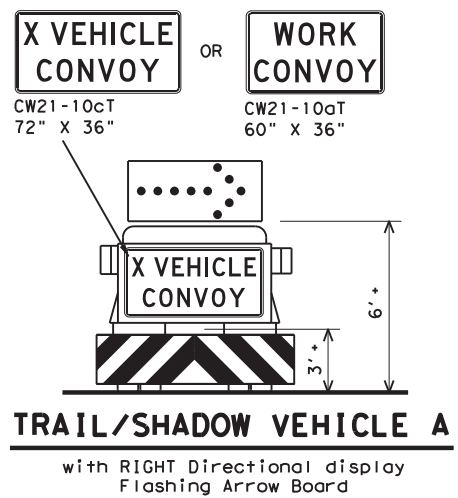 X VEHICLE
CONVOY
OR
WORK
CONVOY
CW21-10cT
72" X 36"
CW21-10aT
60" X 36"
X VEHICLE
CONVOY
6'+
3'+
TRAIL/SHADOW VEHICLE A
with RIGHT Directional display
Flashing Arrow Board